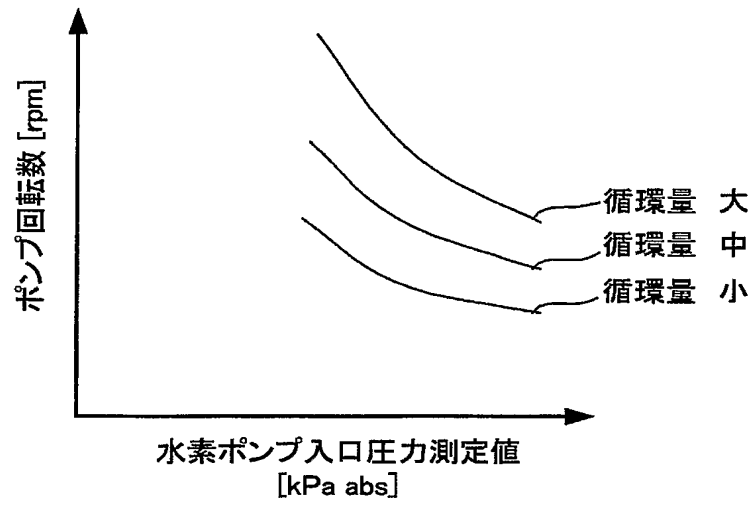 ポンプ回転数 [rpm]
循環量 大
循環量 中
循環量 小
水素ポンプ入口圧力測定値
[kPa abs]